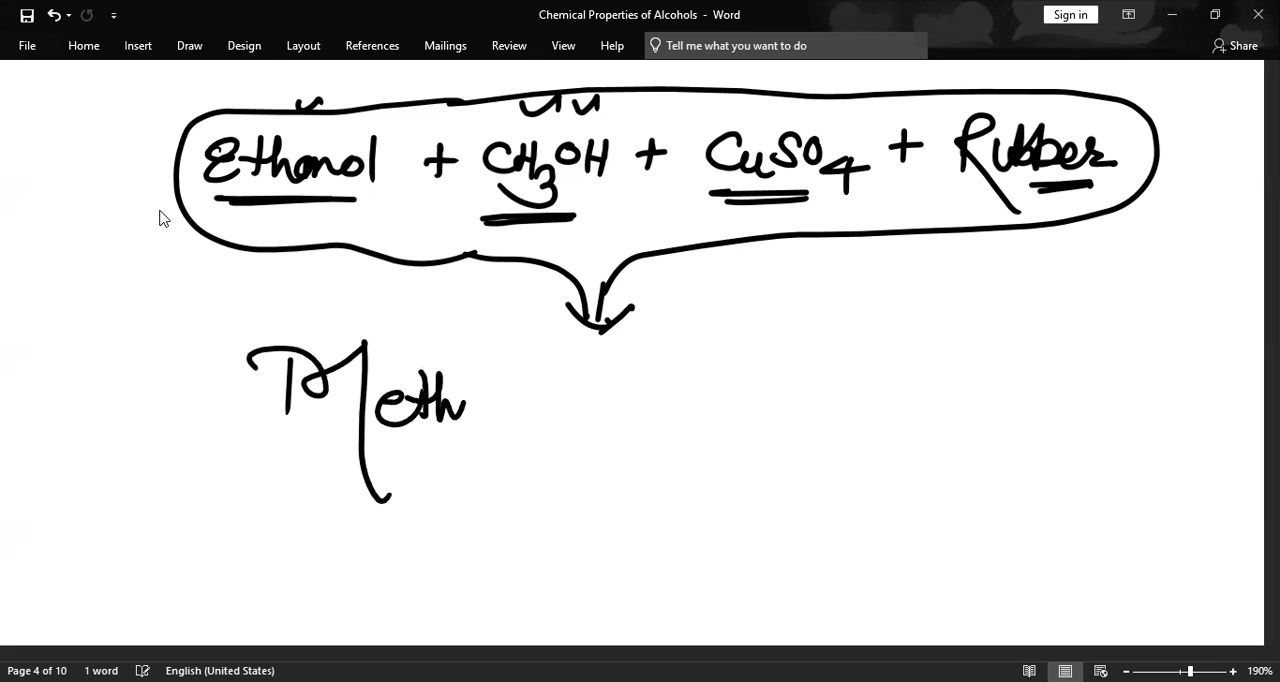 Chemical Properties of Alcohols - Word
Sign in
File Home Insert Draw Design Layout References Mailings Review View Help Tell me what you want to do Share
Ethanol + CH3OH + CuSO4 + Rubber
Meth
Page 4 of 10 1 word English (United States) 190%